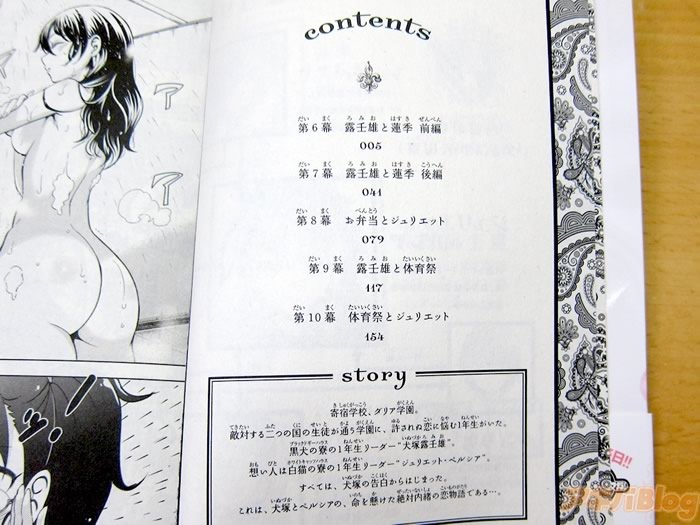 contents
第6幕 露壬雄と蓮季 前編
005
第7幕 露壬雄と蓮季 後編
041
第8幕 お弁当とジュリエット
079
第9幕 露壬雄と体育祭
117
第10幕 体育祭とジュリエット
154
story
寄宿学校、ダリア学園。
敵対する二つの国の生徒が通う学園に、許されぬ恋に悩む1年生がいた。
黒犬の寮の1年生リーダー“犬塚露壬雄”。
想い人は白猫の寮の1年生リーダー“ジュリエット・ペルシア”。
すべては、犬塚の告白からはじまった。
これは、犬塚とペルシアの、命を懸けた絶対内緒の恋物語である…。
ア
ア
日!!